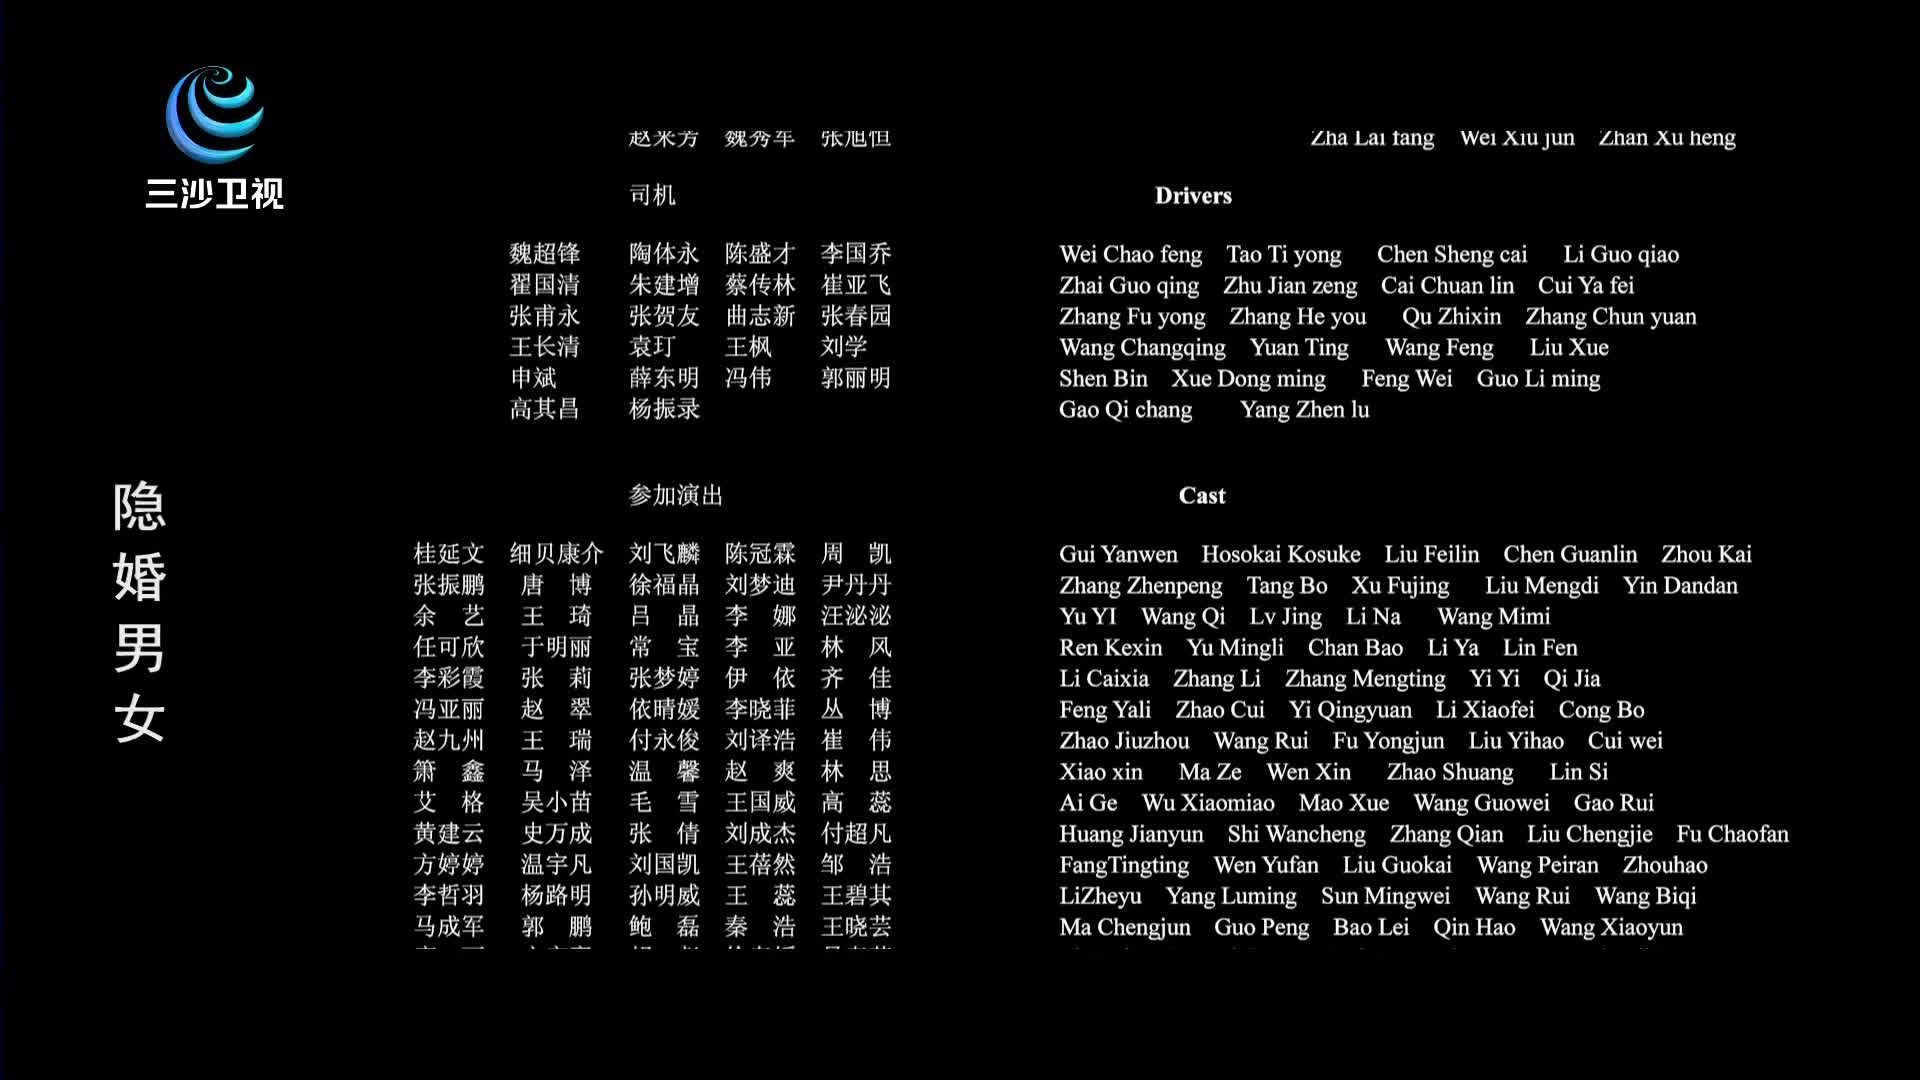 三沙卫视
隐婚男女
赵来芳 魏秀军 张旭恒 Zha Lai fang Wei Xiu jun Zhan Xu heng
司机 Drivers
魏超锋 陶体永 陈盛才 李国乔 Wei Chao feng Tao Ti yong Chen Sheng cai Li Guo qiao
翟国清 朱建增 蔡传林 崔亚飞 Zhai Guo qing Zhu Jian zeng Cai Chuan lin Cui Ya fei
张甫永 张贺友 曲志新 张春园 Zhang Fu yong Zhang He you Qu Zhixin Zhang Chun yuan
王长清 袁玎 王枫 刘学 Wang Changqing Yuan Ting Wang Feng Liu Xue
申斌 薛东明 冯伟 郭丽明 Shen Bin Xue Dong ming Feng Wei Guo Li ming
高其昌 杨振录 Gao Qi chang Yang Zhen lu
参加演出 Cast
桂延文 细贝康介 刘飞麟 陈冠霖 周凯 Gui Yanwen Hosokai Kosuke Liu Feilin Chen Guanlin Zhou Kai
张振鹏 唐博 徐福晶 刘梦迪 尹丹丹 Zhang Zhenpeng Tang Bo Xu Fujing Liu Mengdi Yin Dandan
余艺 王琦 吕晶 李娜 汪泌泌 Yu YI Wang Qi Lv Jing Li Na Wang Mimi
任可欣 于明丽 常宝 李亚 林风 Ren Kexin Yu Mingli Chan Bao Li Ya Lin Fen
李彩霞 张莉 张梦婷 伊依 齐佳 Li Caixia Zhang Li Zhang Mengting Yi Yi Qi Jia
冯亚丽 赵翠 依晴媛 李晓菲 丛博 Feng Yali Zhao Cui Yi Qingyuan Li Xiaofei Cong Bo
赵九州 王瑞 付永俊 刘译浩 崔伟 Zhao Jiuzhou Wang Rui Fu Yongjun Liu Yihao Cui wei
箫鑫 马泽 温馨 赵爽 林思 Xiao xin Ma Ze Wen Xin Zhao Shuang Lin Si
艾格 吴小苗 毛雪 王国威 高蕊 Ai Ge Wu Xiaomiao Mao Xue Wang Guowei Gao Rui
黄建云 史万成 张倩 刘成杰 付超凡 Huang Jianyun Shi Wancheng Zhang Qian Liu Chengjie Fu Chaofan
方婷婷 温宇凡 刘国凯 王蓓然 邹浩 FangTingting Wen Yufan Liu Guokai Wang Peiran Zhouhao
李哲羽 杨路明 孙明威 王蕊 王碧其 LiZheyu Yang Luming Sun Mingwei Wang Rui Wang Biqi
马成军 郭鹏 鲍磊 秦浩 王晓芸 Ma Chengjun Guo Peng Bao Lei Qin Hao Wang Xiaoyun